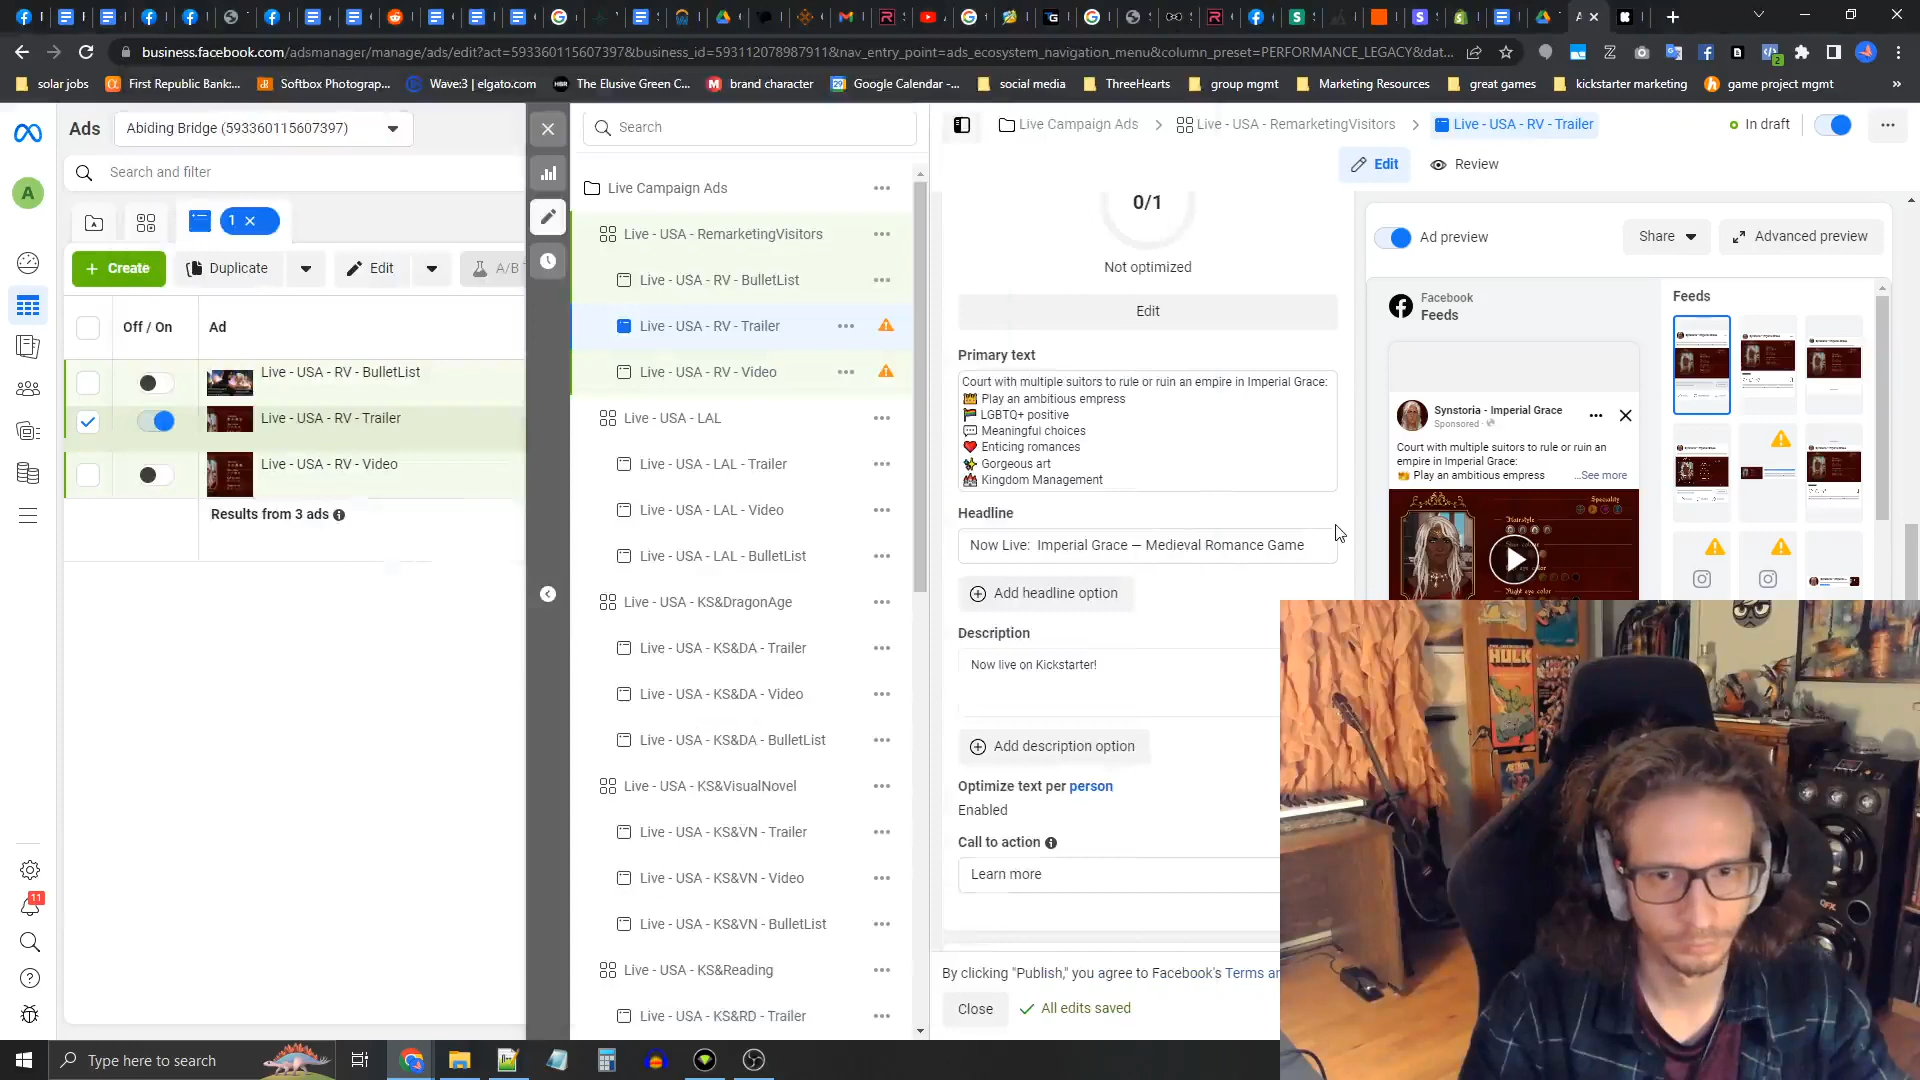 business.facebook.com/adsmanager/manage/ads/edit?act=593360115607397&business_id=593112078987911&nav_entry_point=ads_ecosystem_navigation_menu&column_preset=PERFORMANCE_LEGACY&dat...
solar jobs
First Republic Bank:...
Softbox Photograp...
Wave:3 | elgato.com
The Elusive Green C...
brand character
Google Calendar -...
social media
ThreeHearts
group mgmt
Marketing Resources
great games
kickstarter marketing
game project mgmt
»
Ads
Abiding Bridge (593360115607397)
A
Search and filter
1
Create
Duplicate
Edit
A/B T
Off / On
Ad
Live - USA - RV - BulletList
Live - USA - RV - Trailer
Live - USA - RV - Video
Results from 3 ads
11
Search
Live Campaign Ads
Live - USA - RemarketingVisitors
Live - USA - RV - BulletList
Live - USA - RV - Trailer
Live - USA - RV - Video
Live - USA - LAL
Live - USA - LAL - Trailer
Live - USA - LAL - Video
Live - USA - LAL - BulletList
Live - USA - KS&DragonAge
Live - USA - KS&DA - Trailer
Live - USA - KS&DA - Video
Live - USA - KS&DA - BulletList
Live - USA - KS&VisualNovel
Live - USA - KS&VN - Trailer
Live - USA - KS&VN - Video
Live - USA - KS&VN - BulletList
Live - USA - KS&Reading
Live - USA - KS&RD - Trailer
Live Campaign Ads
Live - USA - RemarketingVisitors
Live - USA - RV - Trailer
In draft
Edit
Review
0/1
Not optimized
Edit
Primary text
Court with multiple suitors to rule or ruin an empire in Imperial Grace:
👑 Play an ambitious empress
🏳️‍🌈 LGBTQ+ positive
💬 Meaningful choices
❤️ Enticing romances
✨ Gorgeous art
🏰 Kingdom Management
Headline
Now Live:  Imperial Grace — Medieval Romance Game
Add headline option
Description
Now live on Kickstarter!
Add description option
Optimize text per person
Enabled
Call to action
Learn more
By clicking "Publish," you agree to Facebook's Terms an
Close
All edits saved
Ad preview
Share
Advanced preview
Facebook
Feeds
Feeds
Synstoria - Imperial Grace
Sponsored ·
Court with multiple suitors to rule or ruin an
empire in Imperial Grace:
👑 Play an ambitious empress
...See more
Speciality
Hairstyle
Right eye color
HULK
Type here to search